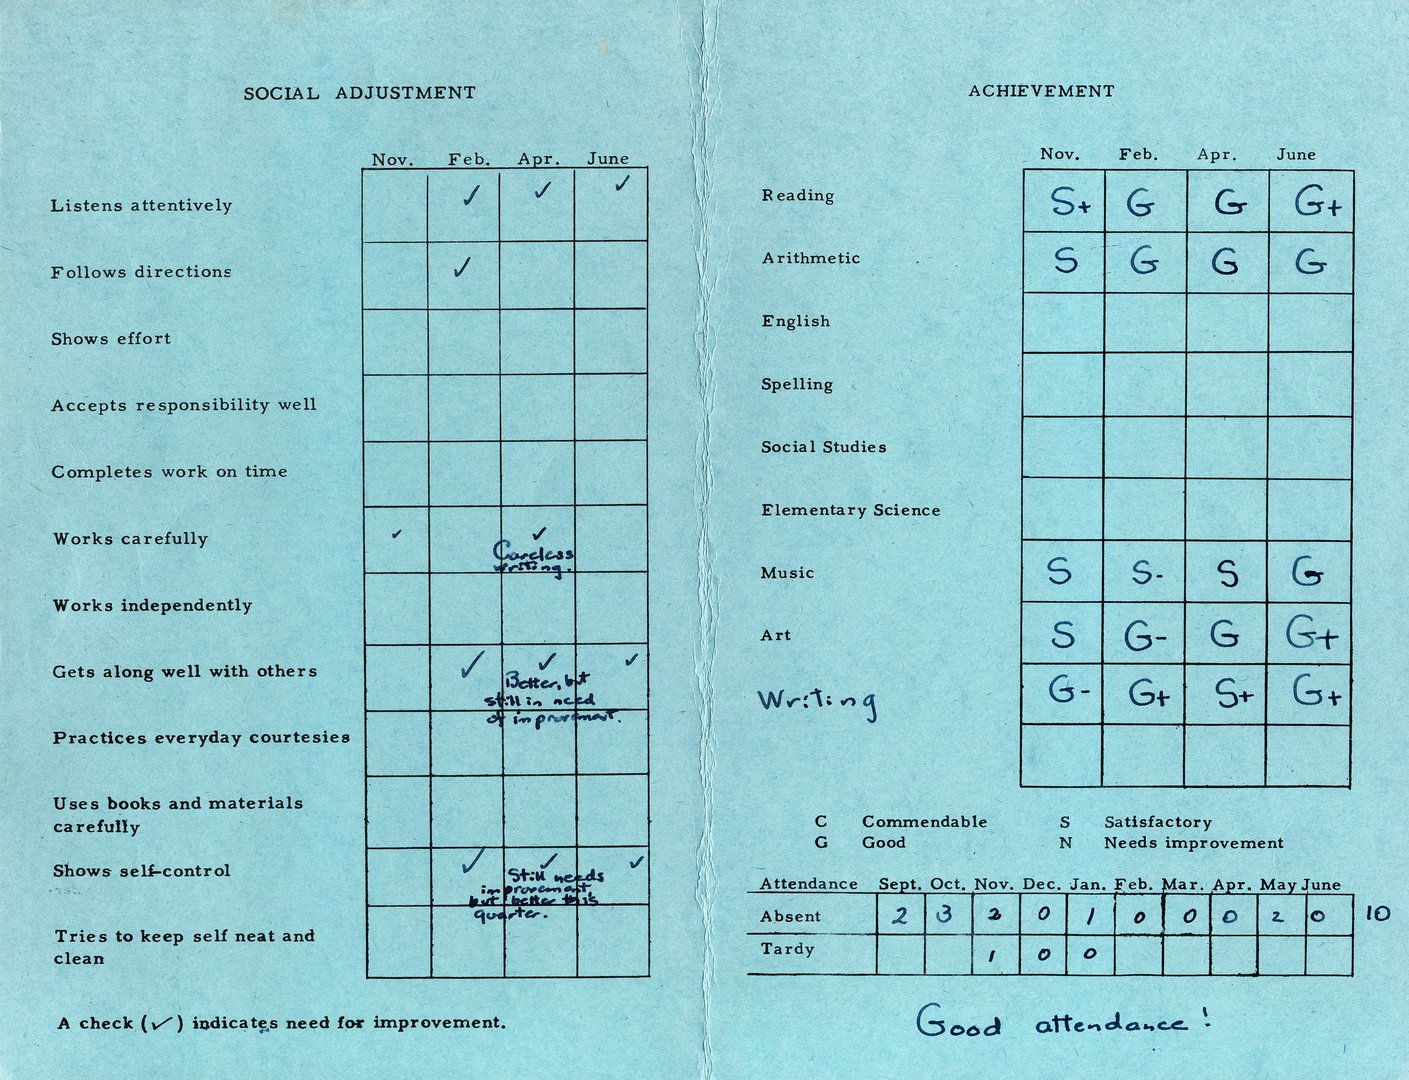 SOCIAL ADJUSTMENT
Nov. Feb. Apr. June
Listens attentively ✓ ✓ ✓
Follows directions ✓
Shows effort
Accepts responsibility well
Completes work on time
Works carefully ✓ ✓
Careless
writing.
Works independently
Gets along well with others ✓ ✓ ✓
Better, but
still in need
of improvement.
Practices everyday courtesies
Uses books and materials
carefully
Shows self-control ✓ ✓ ✓
Still needs
improvement,
but better this
quarter.
Tries to keep self neat and
clean
A check (✓) indicates need for improvement.
ACHIEVEMENT
Nov. Feb. Apr. June
Reading S+ G G G+
Arithmetic S G G G
English
Spelling
Social Studies
Elementary Science
Music S S- S G
Art S G- G G+
Writing G- G+ S+ G+
C Commendable S Satisfactory
G Good N Needs improvement
Attendance Sept. Oct. Nov. Dec. Jan. Feb. Mar. Apr. May June
Absent 2 3 2 0 1 0 0 0 2 0 10
Tardy 1 0 0
Good attendance!